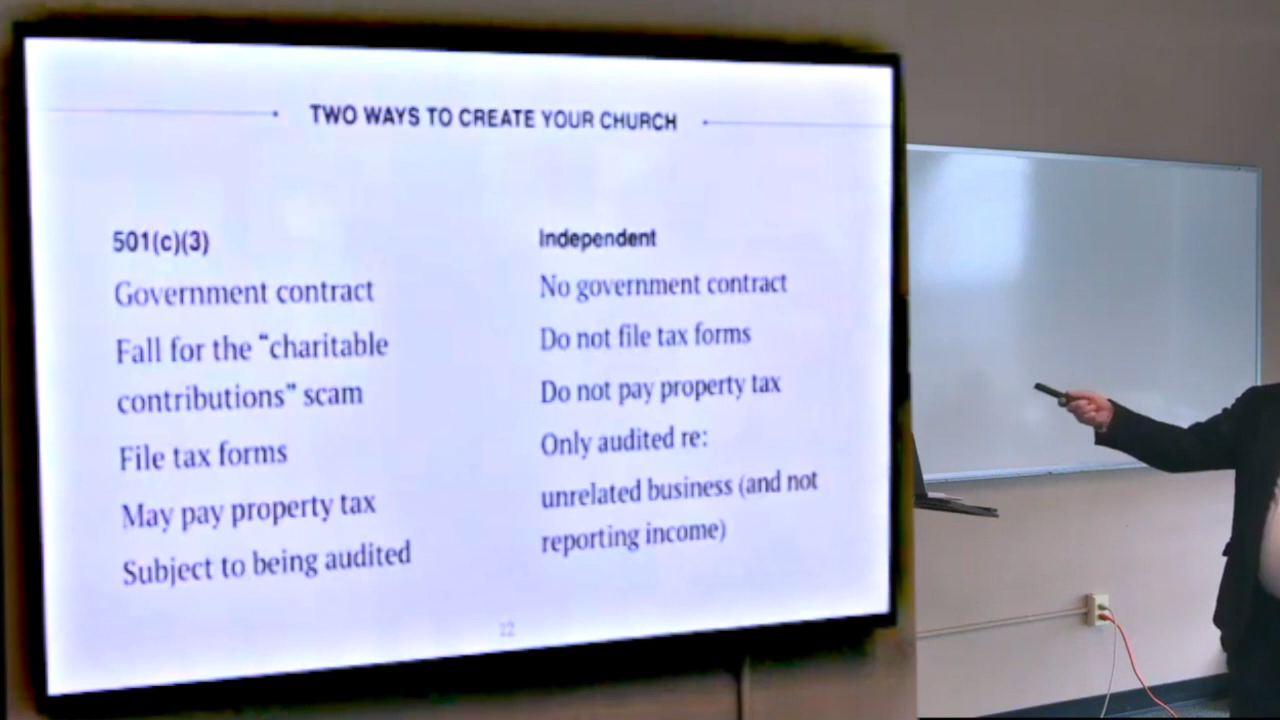 TWO WAYS TO CREATE YOUR CHURCH
501(c)(3)
Government contract
Fall for the "charitable
contributions" scam
File tax forms
May pay property tax
Subject to being audited
Independent
No government contract
Do not file tax forms
Do not pay property tax
Only audited re:
unrelated business (and not
reporting income)
22